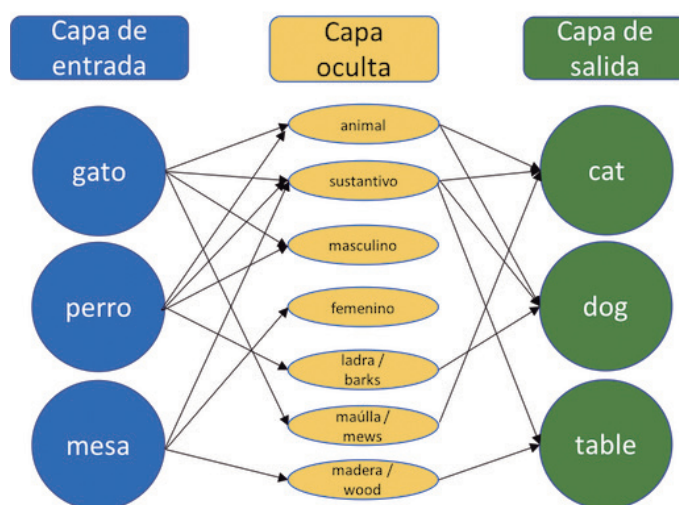 Capa de
entrada
Capa
oculta
Capa de
salida
gato
perro
mesa
animal
sustantivo
masculino
femenino
ladra /
barks
maúlla /
mews
madera /
wood
cat
dog
table